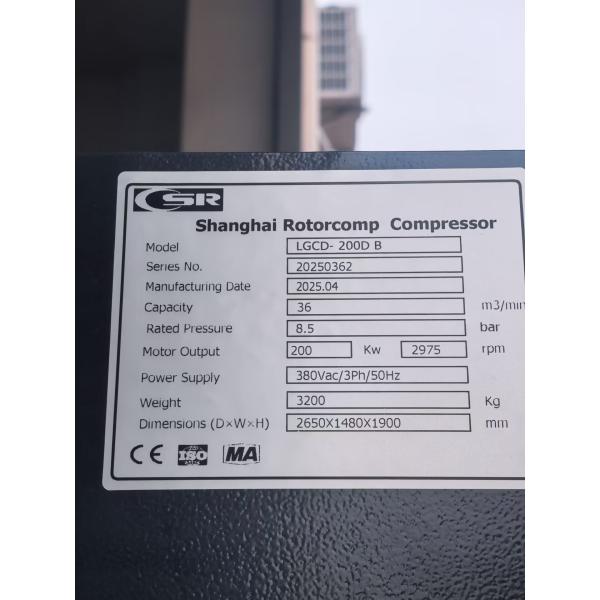 CSR
Shanghai Rotorcomp Compressor
Model LGCD- 200D B
Series No. 20250362
Manufacturing Date 2025.04
Capacity 36 m3/min
Rated Pressure 8.5 bar
Motor Output 200 Kw 2975 rpm
Power Supply 380Vac/3Ph/50Hz
Weight 3200 Kg
Dimensions (D×W×H) 2650X1480X1900 mm
CE ISO MA